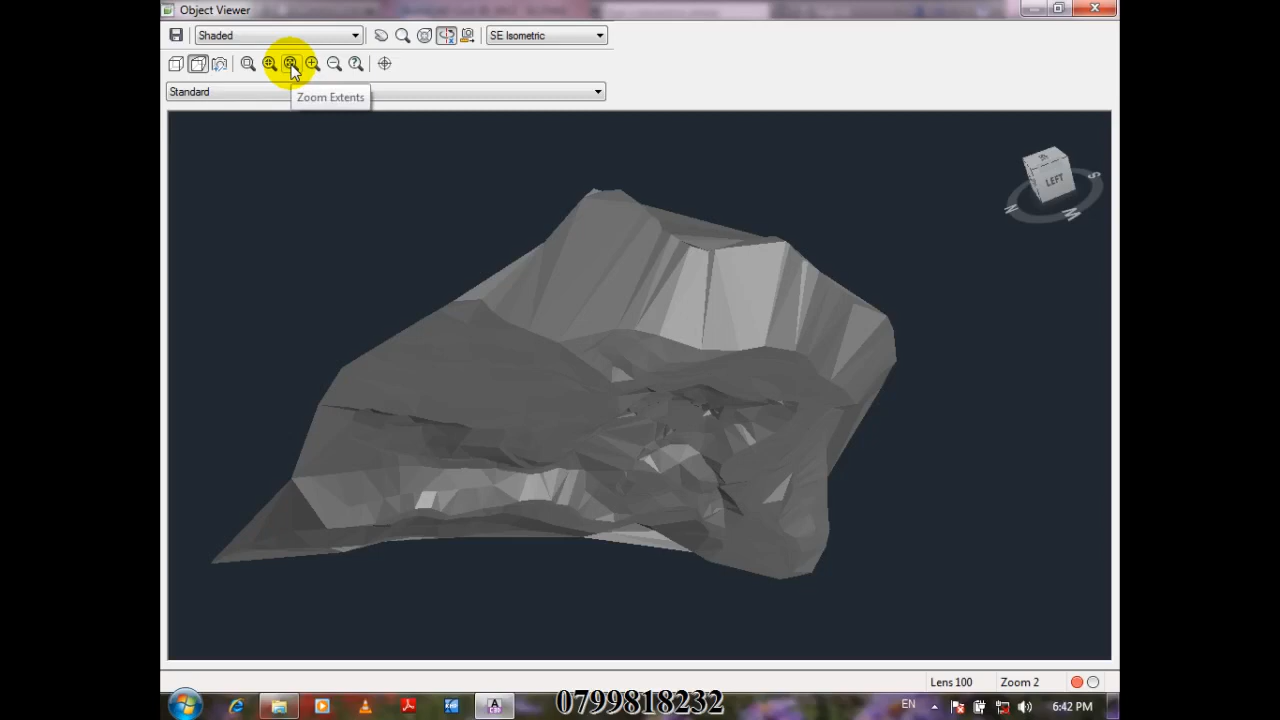 Object Viewer
Shaded
SE Isometric
Standard
Zoom Extents
LEFT
N
S
Lens 100
Zoom 2
0799818232
EN
6:42 PM